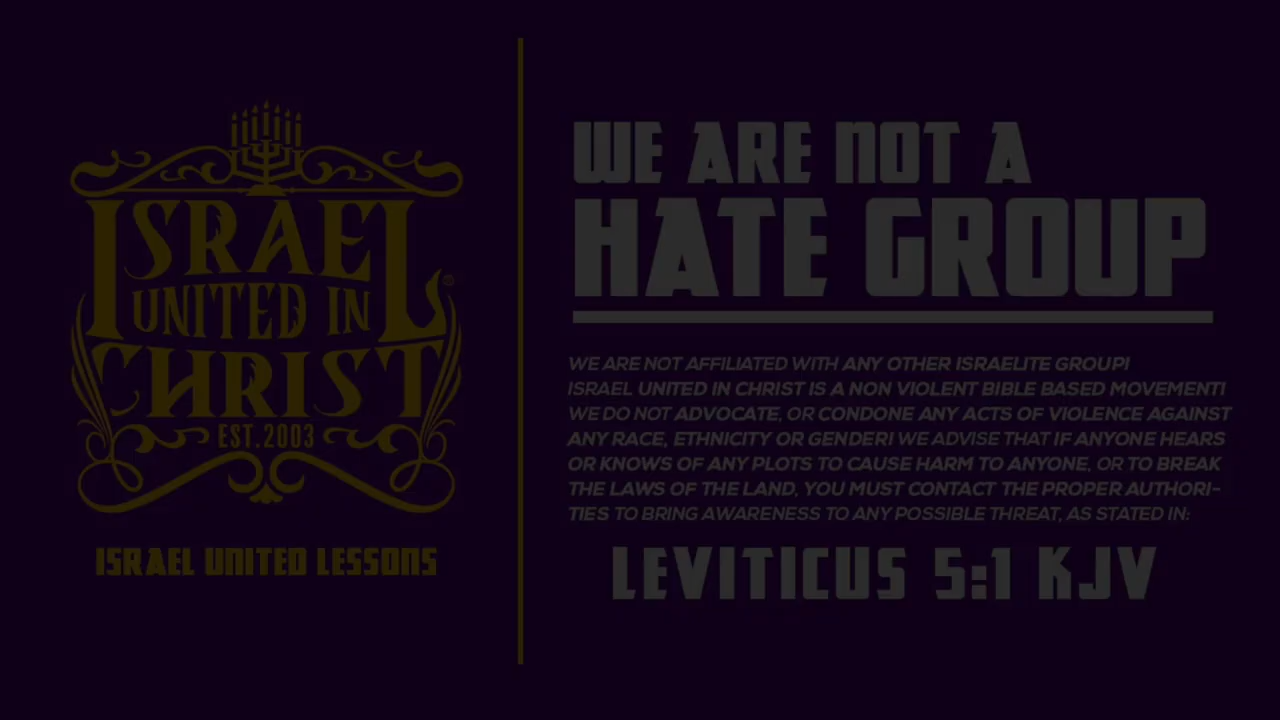 ISRAEL
UNITED IN
CHRIST
EST.2003
ISRAEL UNITED LESSONS
WE ARE NOT A
HATE GROUP
WE ARE NOT AFFILIATED WITH ANY OTHER ISRAELITE GROUP!
ISRAEL UNITED IN CHRIST IS A NON VIOLENT BIBLE BASED MOVEMENT!
WE DO NOT ADVOCATE, OR CONDONE ANY ACTS OF VIOLENCE AGAINST
ANY RACE, ETHNICITY OR GENDER! WE ADVISE THAT IF ANYONE HEARS
OR KNOWS OF ANY PLOTS TO CAUSE HARM TO ANYONE, OR TO BREAK
THE LAWS OF THE LAND, YOU MUST CONTACT THE PROPER AUTHORI-
TIES TO BRING AWARENESS TO ANY POSSIBLE THREAT, AS STATED IN:
LEVITICUS 5:1 KJV